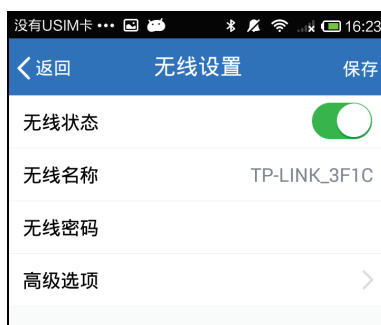 没有USIM卡 ••• 16:23
返回 无线设置 保存
无线状态
无线名称 TP-LINK_3F1C
无线密码
高级选项